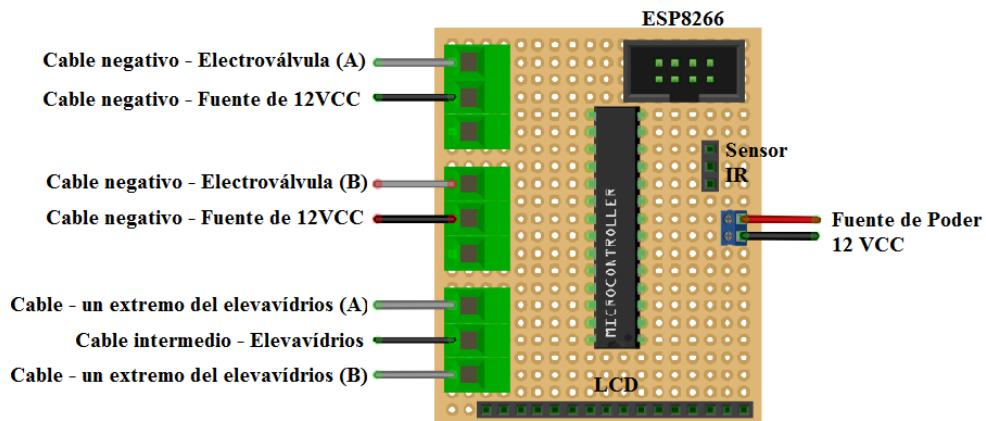 ESP8266
Cable negativo - Electroválvula (A)
Cable negativo - Fuente de 12VCC
Sensor
IR
Cable negativo - Electroválvula (B)
Cable negativo - Fuente de 12VCC
MICROCONTROLLER
Fuente de Poder
12 VCC
Cable - un extremo del elevavídrios (A)
Cable intermedio - Elevavídrios
Cable - un extremo del elevavídrios (B)
LCD